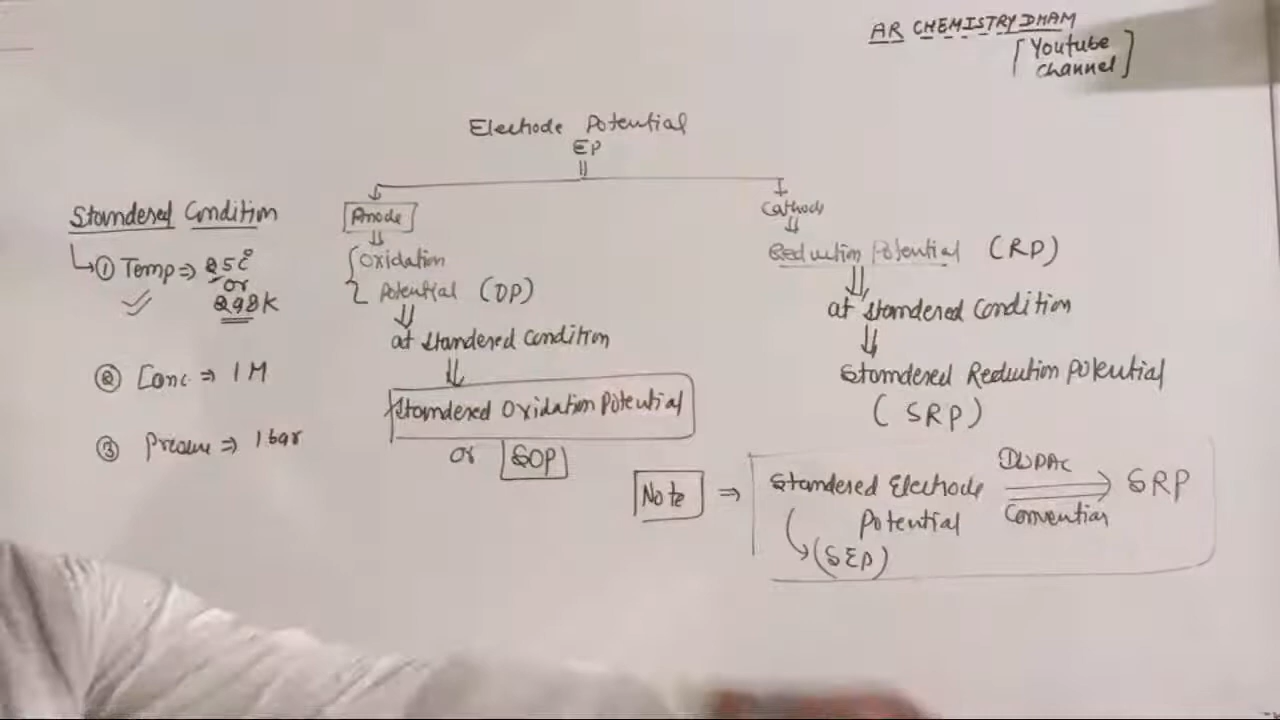 AR CHEMISTRY DHAM
[Youtube
channel]
Electrode Potential
EP
Standered Condition
① Temp ⇒ 25°C
or
298K
② Conc ⇒ 1M
③ Pressure ⇒ 1bar
Anode
Oxidation
Potential (OP)
at standered condition
Standered Oxidation Potential
or SOP
Cathode
Reduction Potential (RP)
at standered Condition
Standered Reduction Potential
(SRP)
Note ⇒
Standered Electrode
Potential
(SEP)
IUPAC
Convention
SRP